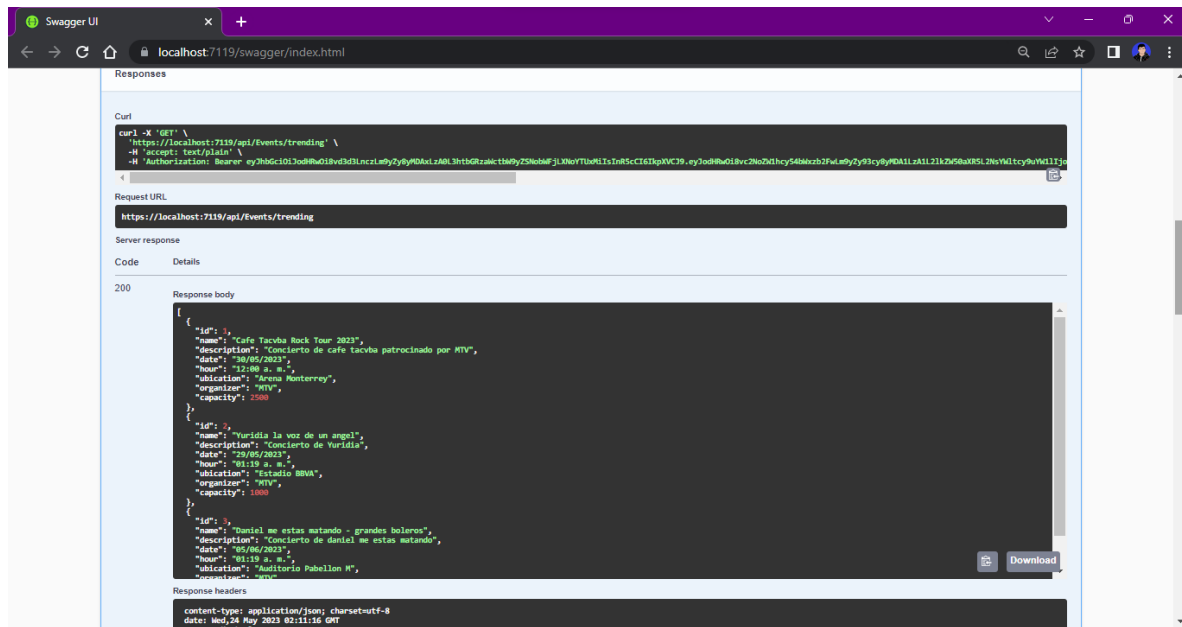 Swagger UI
localhost:7119/swagger/index.html
Responses
Curl
curl -X 'GET' \
'https://localhost:7119/api/Events/trending' \
-H 'accept: text/plain' \
-H 'Authorization: Bearer
Request URL
https://localhost:7119/api/Events/trending
Server response
Code Details
200
Response body
[
{
"id": 1,
"name": "Cafe Tacvba Rock Tour 2023",
"description": "Concierto de cafe tacvba patrocinado por MTV",
"date": "30/05/2023",
"hour": "12:00 a. m.",
"ubication": "Arena Monterrey",
"organizer": "MTV",
"capacity": 2500
},
{
"id": 2,
"name": "Yuridia la voz de un angel",
"description": "Concierto de Yuridia",
"date": "29/05/2023",
"hour": "01:19 a. m.",
"ubication": "Estadio BBVA",
"organizer": "MTV",
"capacity": 1000
},
{
"id": 3,
"name": "Daniel me estas matando - grandes boleros",
"description": "Concierto de daniel me estas matando",
"date": "05/06/2023",
"hour": "01:19 a. m.",
"ubication": "Auditorio Pabellon M",
"organizer": "MTV"
Download
Response headers
content-type: application/json; charset=utf-8
date: Wed,24 May 2023 02:11:16 GMT